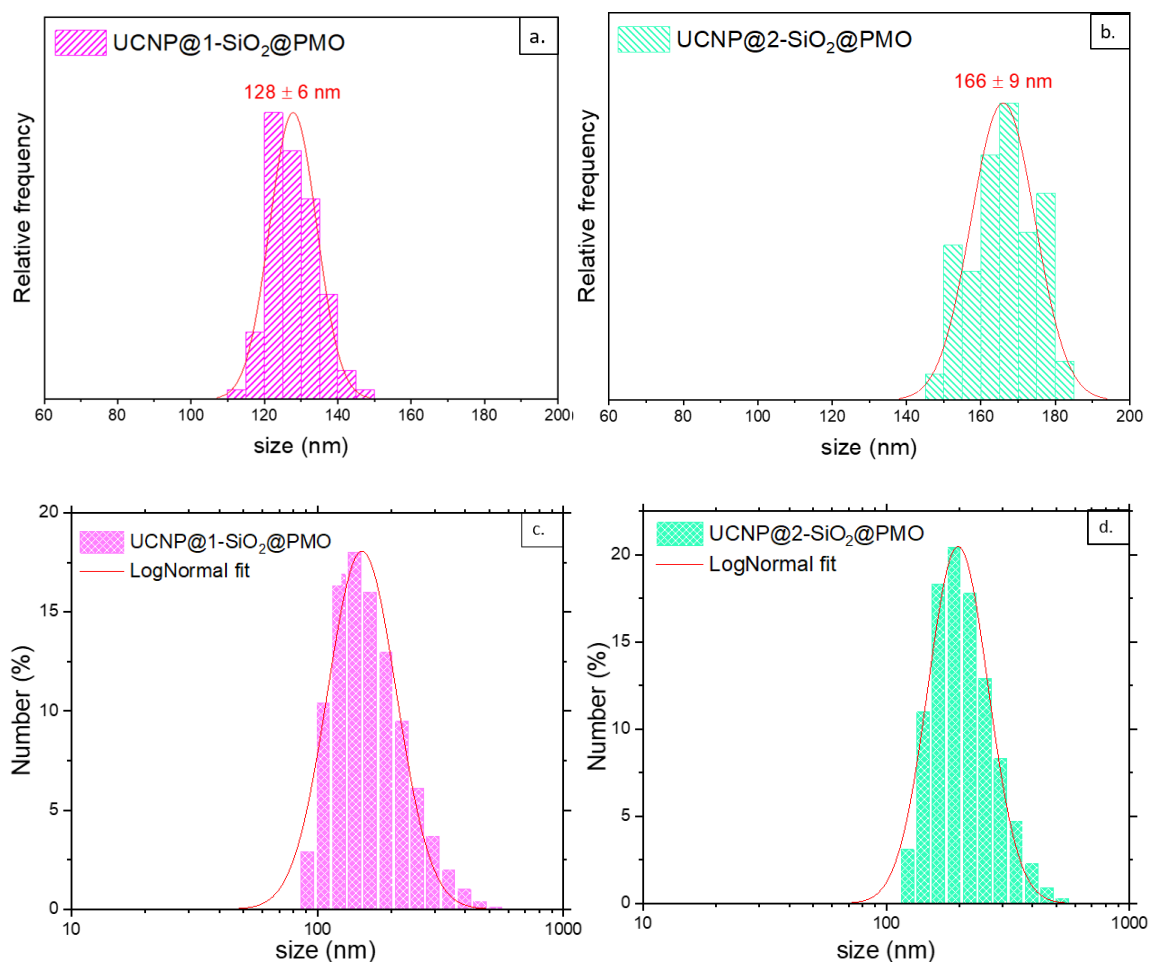 UCNP@1-SiO₂@PMO
a.
128 ± 6 nm
Relative frequency
60 80 100 120 140 160 180 200
size (nm)
UCNP@2-SiO₂@PMO
b.
166 ± 9 nm
Relative frequency
60 80 100 120 140 160 180 200
size (nm)
UCNP@1-SiO₂@PMO
LogNormal fit
c.
20
15
10
5
0
Number (%)
10 100 1000
size (nm)
UCNP@2-SiO₂@PMO
LogNormal fit
d.
20
15
10
5
0
Number (%)
10 100 1000
size (nm)